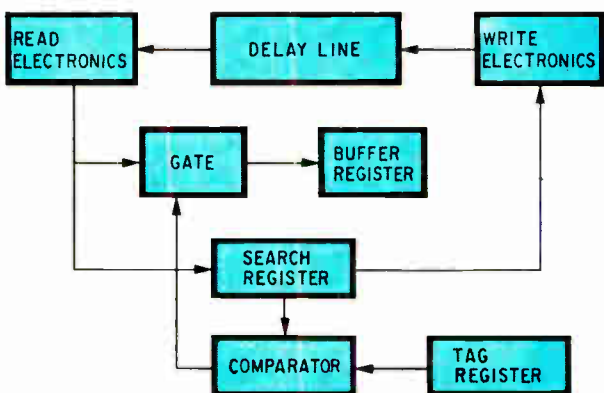 READ
ELECTRONICS
DELAY LINE
WRITE
ELECTRONICS
GATE
BUFFER
REGISTER
SEARCH
REGISTER
COMPARATOR
TAG
REGISTER